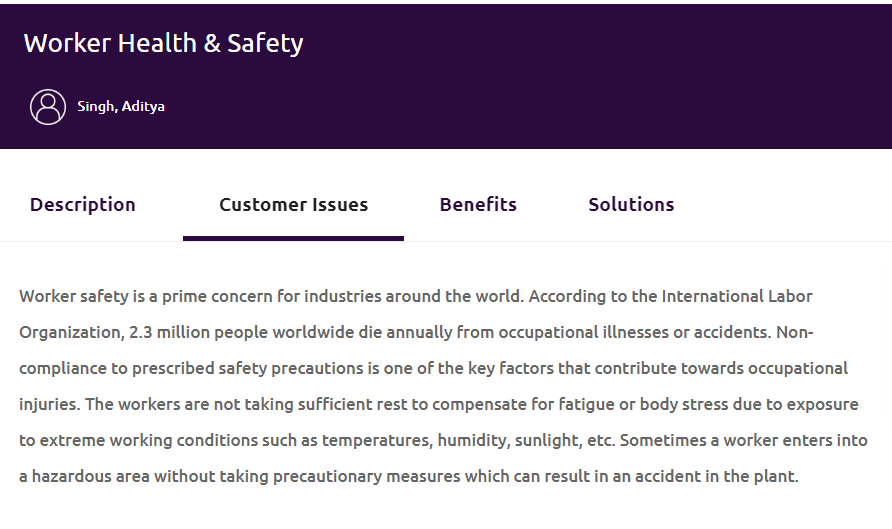 Worker Health & Safety
Singh, Aditya
Description Customer Issues Benefits Solutions
Worker safety is a prime concern for industries around the world. According to the International Labor
Organization, 2.3 million people worldwide die annually from occupational illnesses or accidents. Non-
compliance to prescribed safety precautions is one of the key factors that contribute towards occupational
injuries. The workers are not taking sufficient rest to compensate for fatigue or body stress due to exposure
to extreme working conditions such as temperatures, humidity, sunlight, etc. Sometimes a worker enters into
a hazardous area without taking precautionary measures which can result in an accident in the plant.